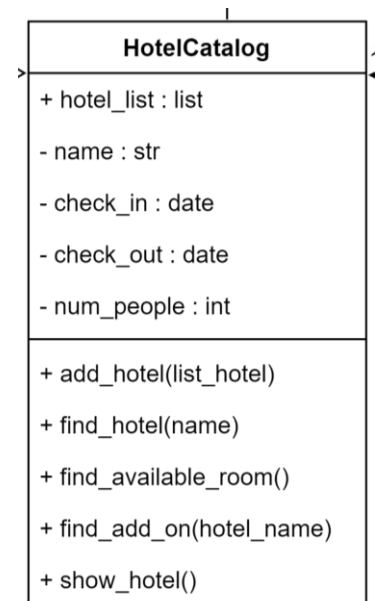 HotelCatalog
+ hotel_list : list
- name : str
- check_in : date
- check_out : date
- num_people : int
+ add_hotel(list_hotel)
+ find_hotel(name)
+ find_available_room()
+ find_add_on(hotel_name)
+ show_hotel()